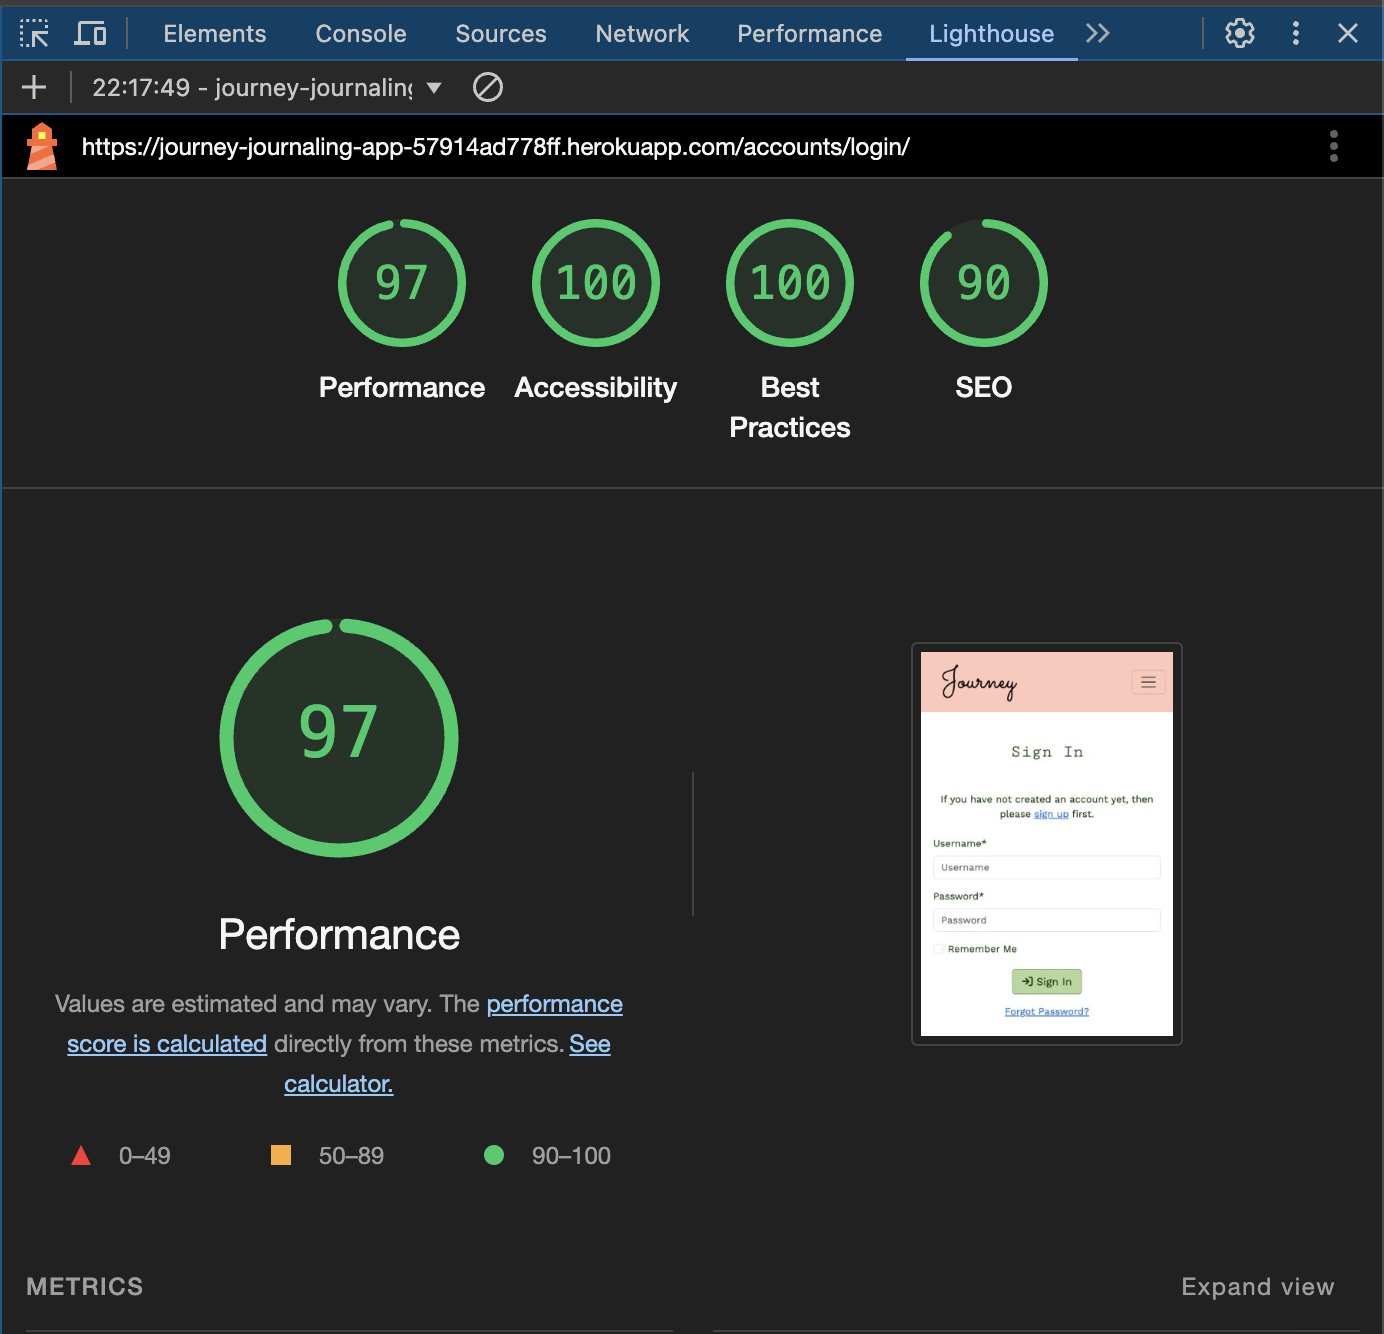 Elements Console Sources Network Performance Lighthouse
22:17:49 - journey-journaling
https://journey-journaling-app-57914ad778ff.herokuapp.com/accounts/login/
97 100 100 90
Performance Accessibility Best Practices SEO
97
Performance
Values are estimated and may vary. The performance
score is calculated directly from these metrics. See
calculator.
0–49 50–89 90–100
Journey
Sign In
If you have not created an account yet, then
please sign up first.
Username*
Username
Password*
Password
Remember Me
Sign In
Forgot Password?
METRICS Expand view